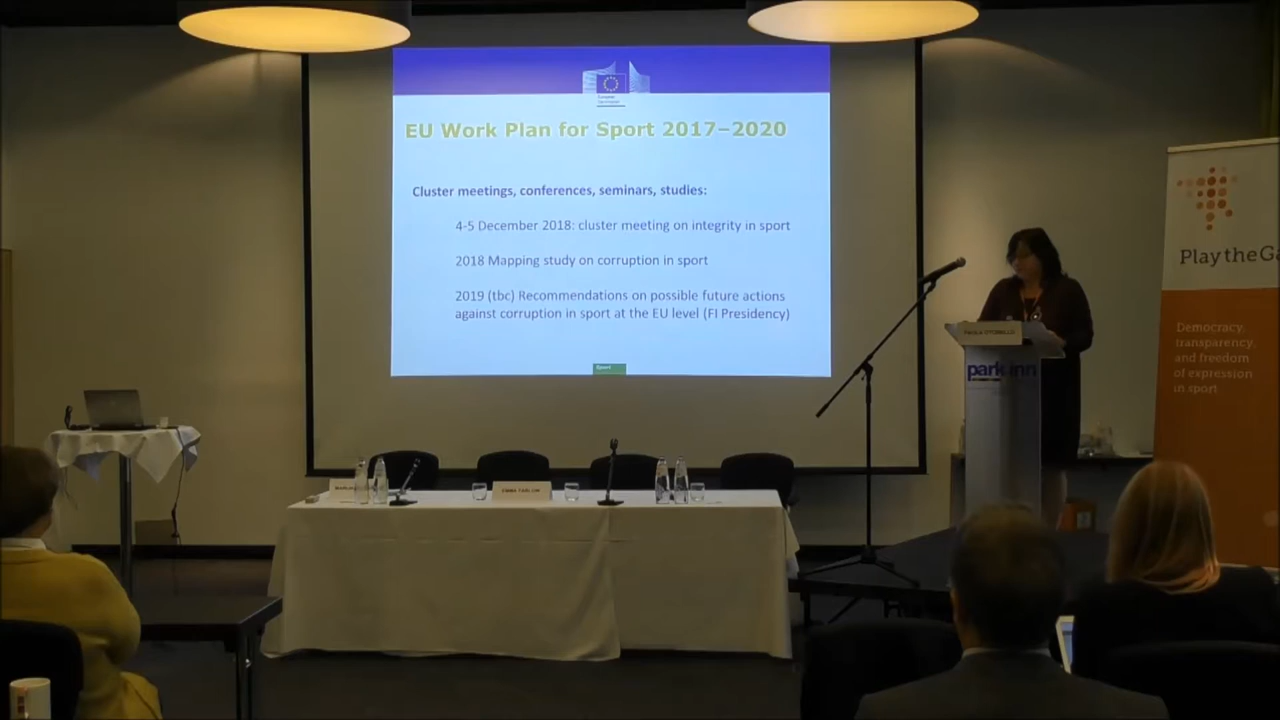 European
Commission
EU Work Plan for Sport 2017–2020
Cluster meetings, conferences, seminars, studies:
4-5 December 2018: cluster meeting on integrity in sport
2018 Mapping study on corruption in sport
2019 (tbc) Recommendations on possible future actions
against corruption in sport at the EU level (FI Presidency)
Sport
park inn
Play the Ga
Democracy,
transparency,
and freedom
of expression
in sport